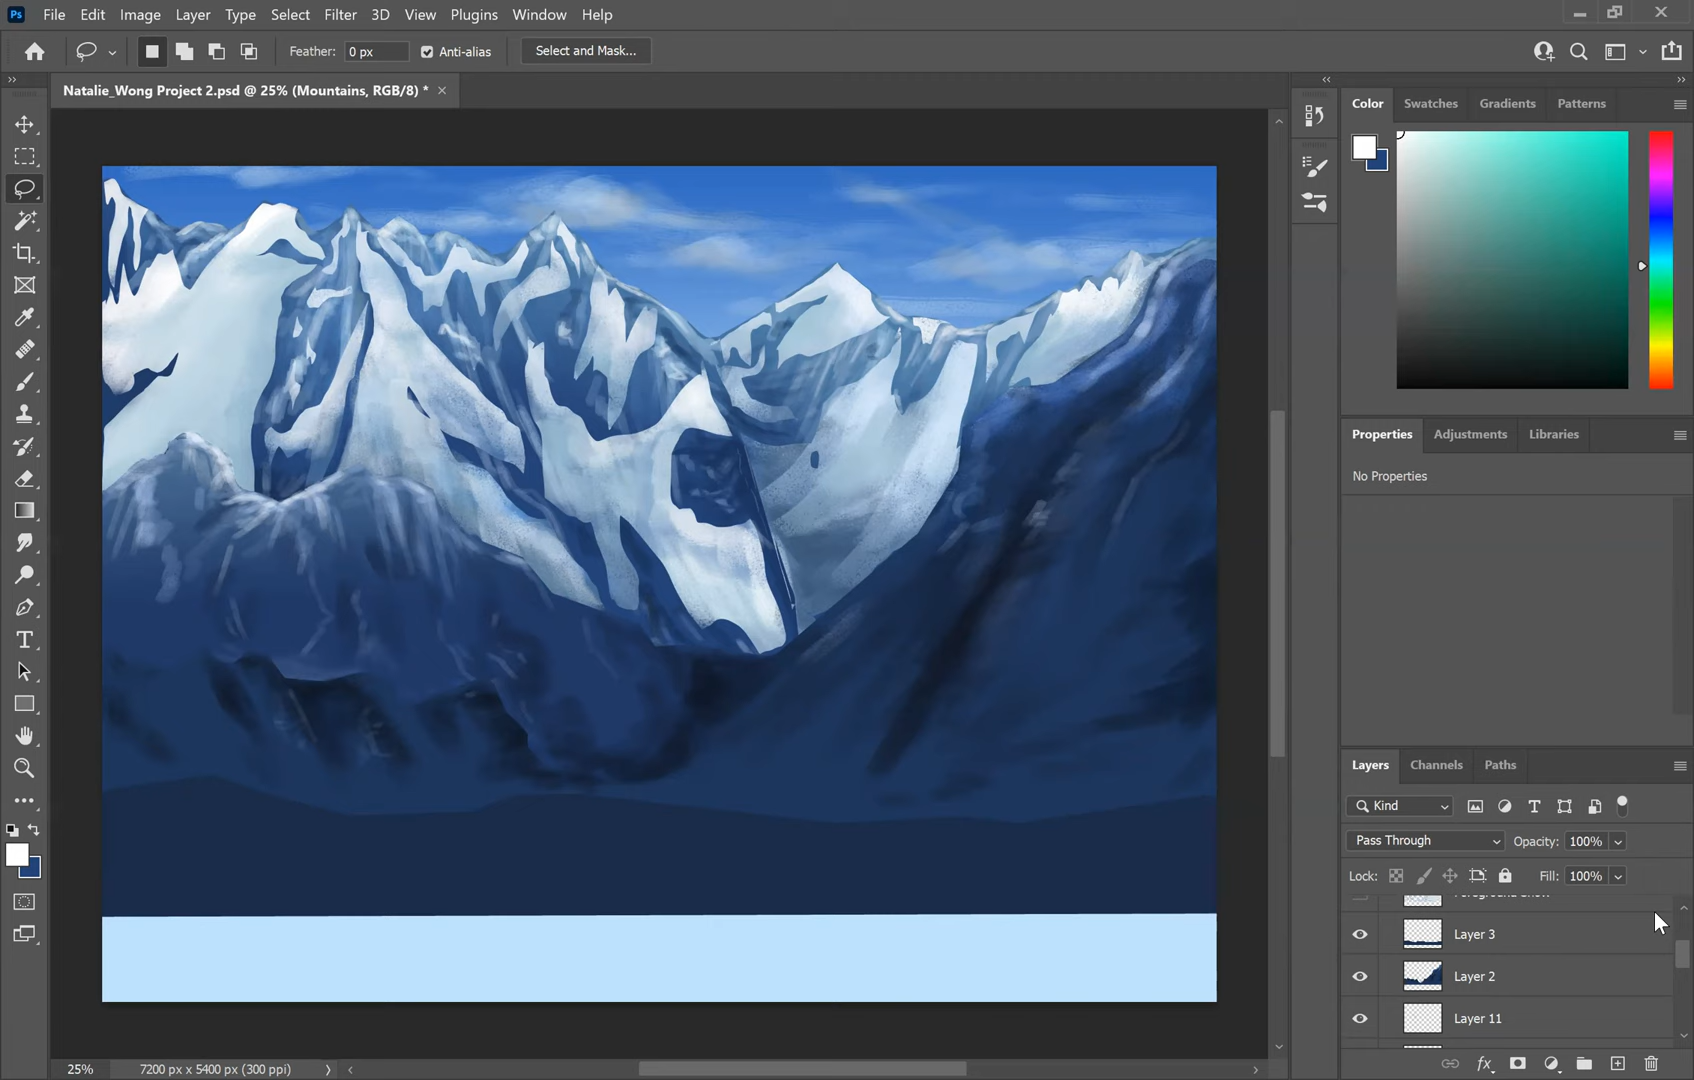 Ps File Edit Image Layer Type Select Filter 3D View Plugins Window Help
Feather: 0 px Anti-alias Select and Mask...
Natalie_Wong Project 2.psd @ 25% (Mountains, RGB/8) *
Color Swatches Gradients Patterns
Properties Adjustments Libraries
No Properties
Layers Channels Paths
Kind
Pass Through Opacity: 100%
Lock: Fill: 100%
Layer 3
Layer 2
Layer 11
25% 7200 px x 5400 px (300 ppi)